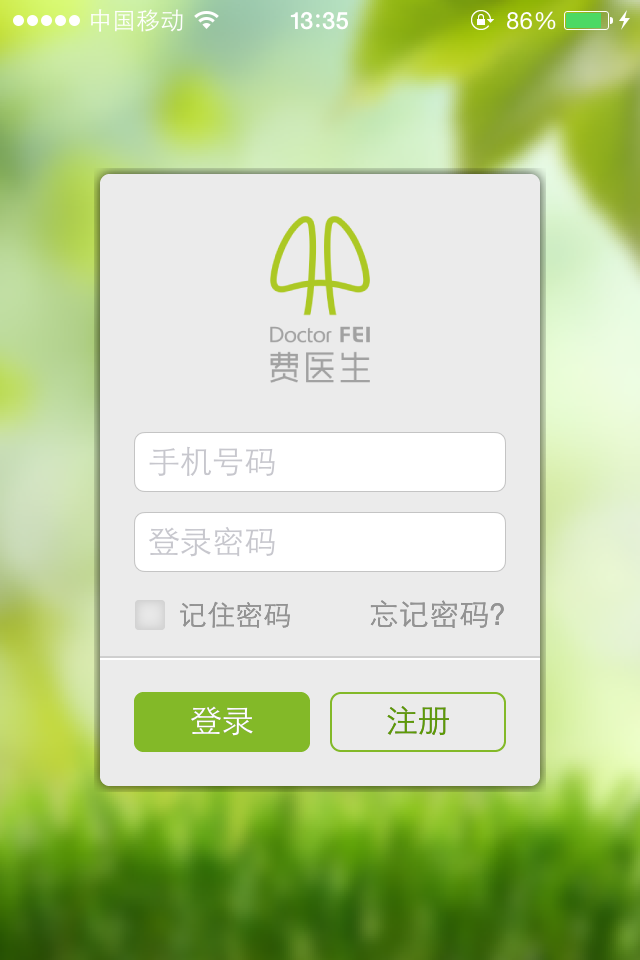 中国移动 13:35 86%
Doctor FEI
费医生
手机号码
登录密码
记住密码 忘记密码?
登录 注册